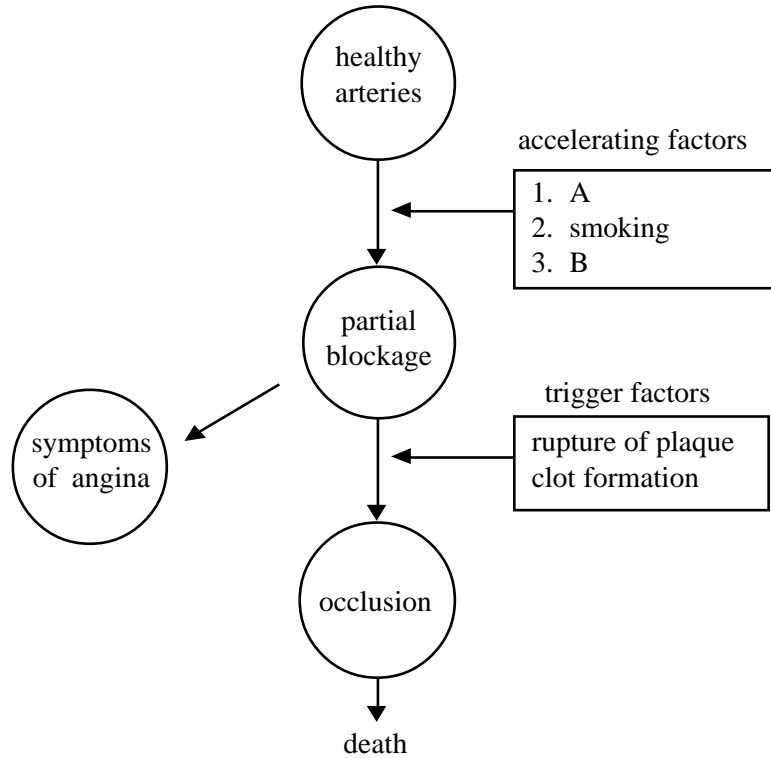 healthy
arteries
accelerating factors
1. A
2. smoking
3. B
partial
blockage
trigger factors
rupture of plaque
clot formation
symptoms
of angina
occlusion
death